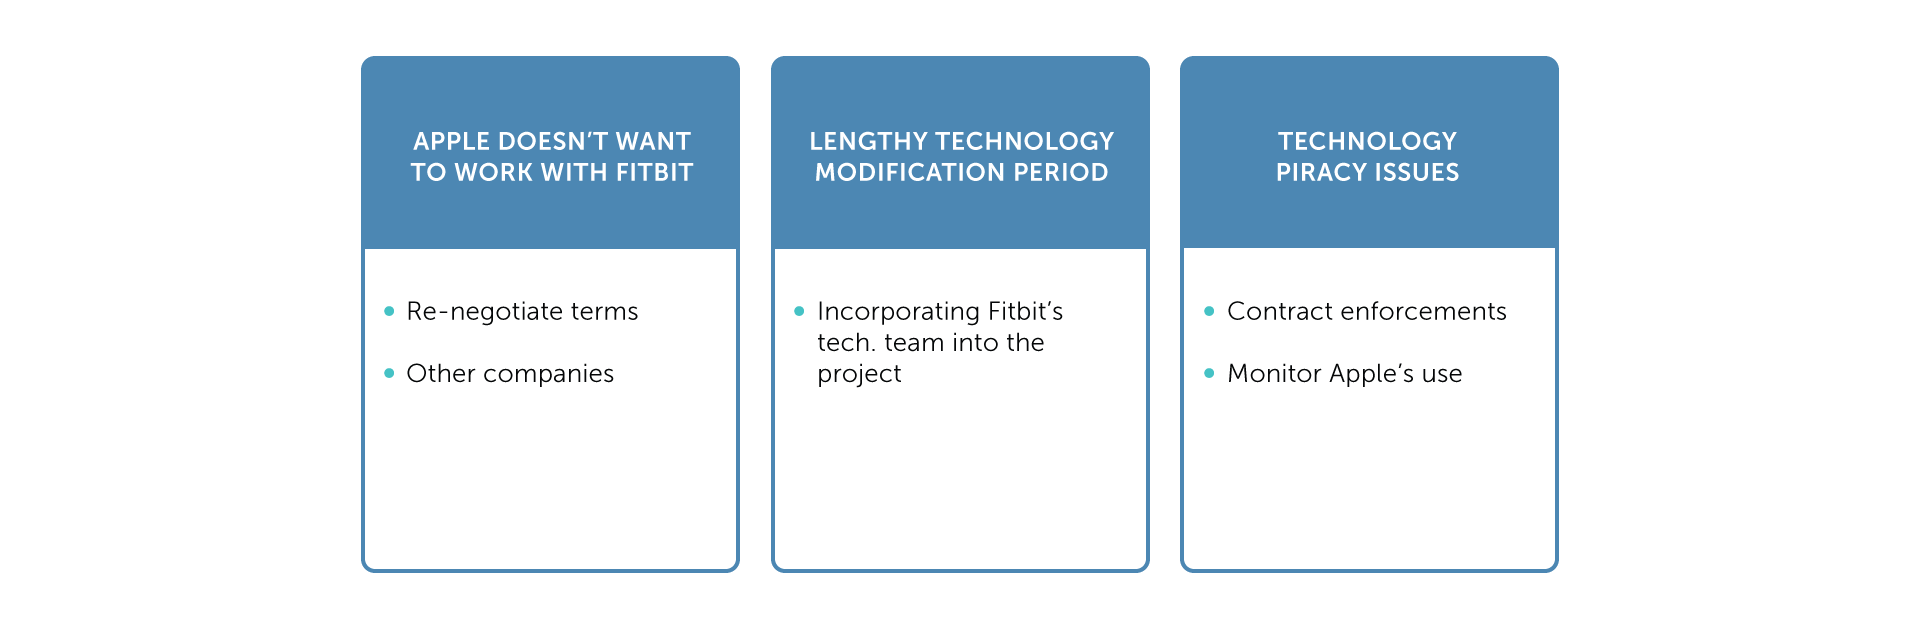 APPLE DOESN’T WANT
TO WORK WITH FITBIT
Re-negotiate terms
Other companies
LENGTHY TECHNOLOGY
MODIFICATION PERIOD
Incorporating Fitbit’s
tech. team into the
project
TECHNOLOGY
PIRACY ISSUES
Contract enforcements
Monitor Apple’s use